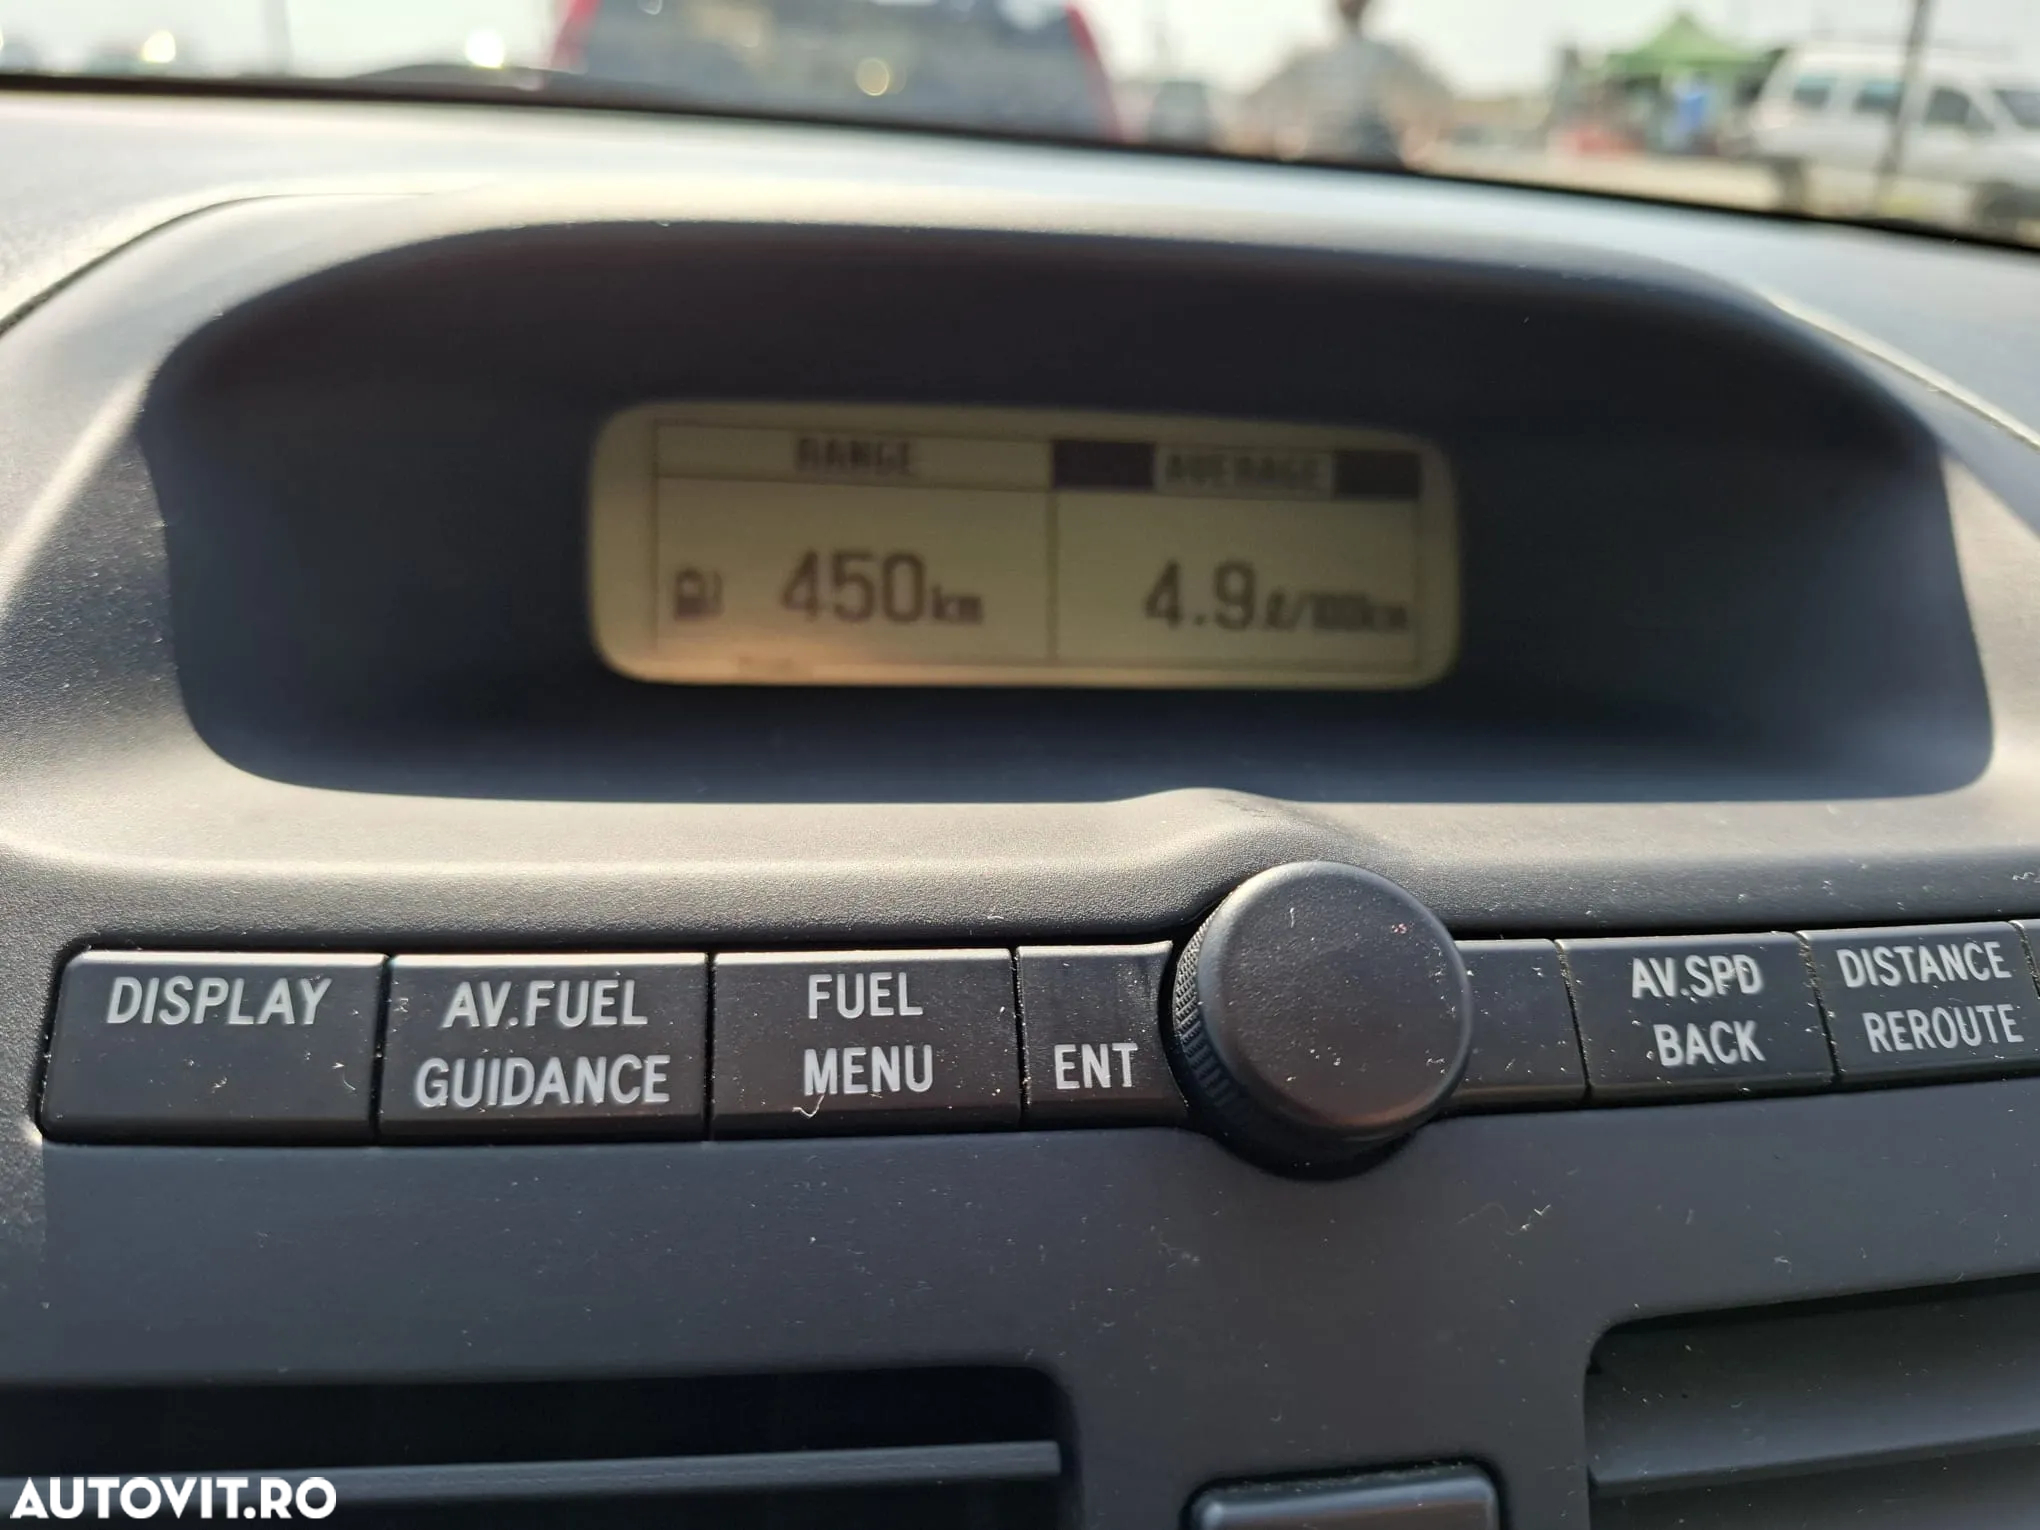 RANGE AVERAGE
450km 4.9ℓ/100km
DISPLAY AV.FUEL FUEL AV.SPD DISTANCE
GUIDANCE MENU ENT BACK REROUTE
AUTOVIT.RO